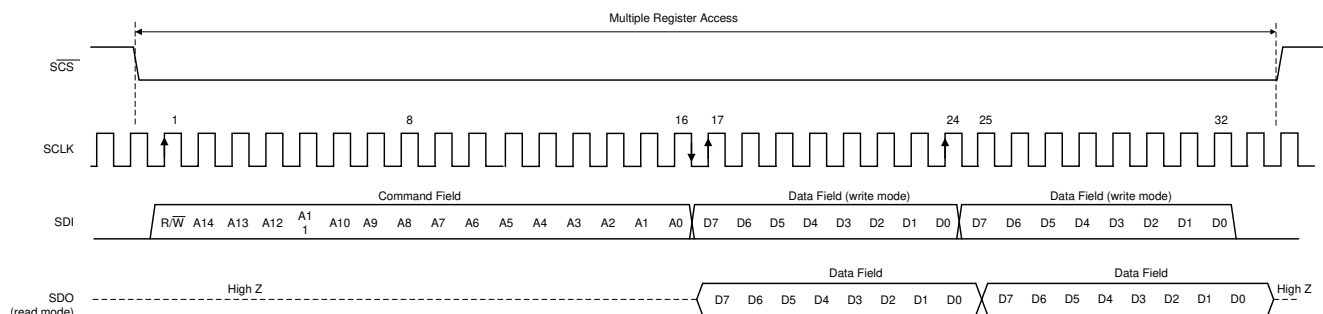 Multiple Register Access
SCS
1 8 16 17 24 25 32
SCLK
Command Field Data Field (write mode) Data Field (write mode)
SDI R/W A14 A13 A12 A1 A10 A9 A8 A7 A6 A5 A4 A3 A2 A1 A0 D7 D6 D5 D4 D3 D2 D1 D0 D7 D6 D5 D4 D3 D2 D1 D0
1
Data Field Data Field
High Z High Z
SDO D7 D6 D5 D4 D3 D2 D1 D0 D7 D6 D5 D4 D3 D2 D1 D0
(read mode)